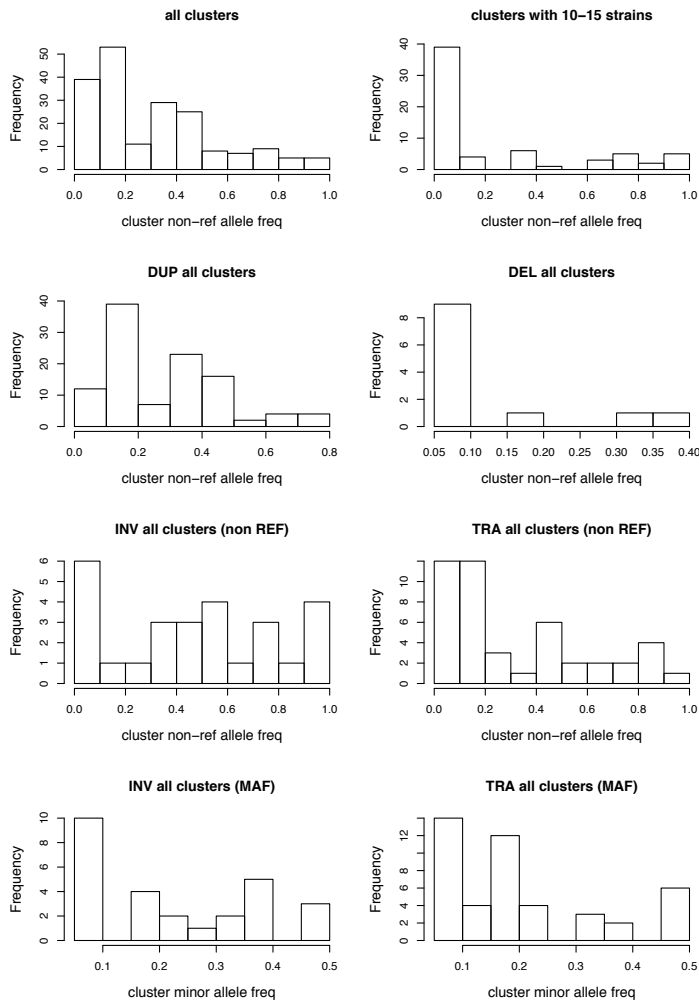 all clusters
Frequency
0 10 20 30 40 50
0.0 0.2 0.4 0.6 0.8 1.0
cluster non−ref allele freq
clusters with 10−15 strains
Frequency
0 10 20 30 40
0.0 0.2 0.4 0.6 0.8 1.0
cluster non−ref allele freq
DUP all clusters
Frequency
0 10 20 30 40
0.0 0.2 0.4 0.6 0.8
cluster non−ref allele freq
DEL all clusters
Frequency
0 2 4 6 8
0.05 0.10 0.15 0.20 0.25 0.30 0.35 0.40
cluster non−ref allele freq
INV all clusters (non REF)
Frequency
0 1 2 3 4 5 6
0.0 0.2 0.4 0.6 0.8 1.0
cluster non−ref allele freq
TRA all clusters (non REF)
Frequency
0 2 4 6 8 10
0.0 0.2 0.4 0.6 0.8 1.0
cluster non−ref allele freq
INV all clusters (MAF)
Frequency
0 2 4 6 8 10
0.1 0.2 0.3 0.4 0.5
cluster minor allele freq
TRA all clusters (MAF)
Frequency
0 2 4 6 8 12
0.1 0.2 0.3 0.4 0.5
cluster minor allele freq